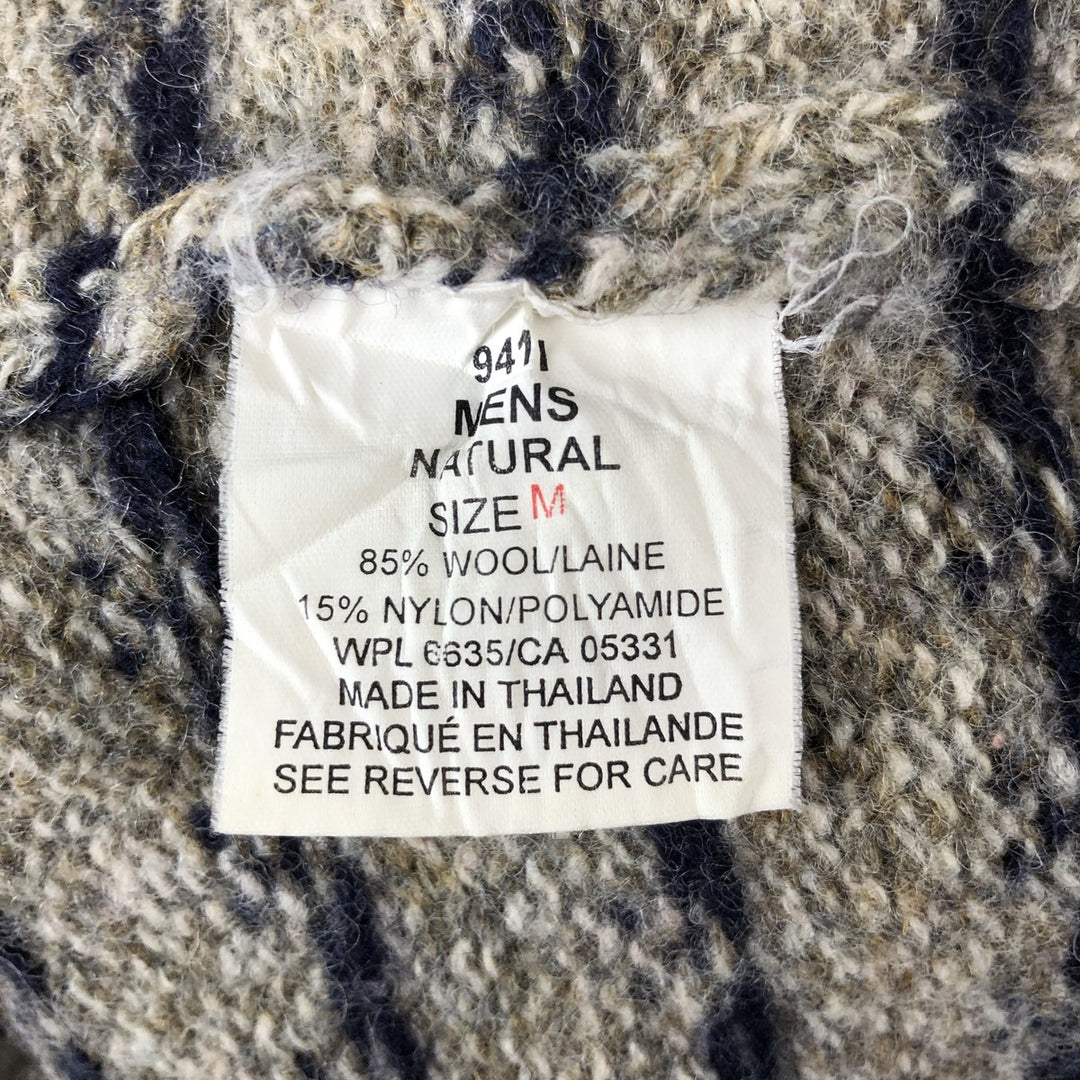 MENS
NATURAL
SIZE M
85% WOOL/LAINE
15% NYLON/POLYAMIDE
WPL 6635/CA 05331
MADE IN THAILAND
FABRIQUÉ EN THAILANDE
SEE REVERSE FOR CARE